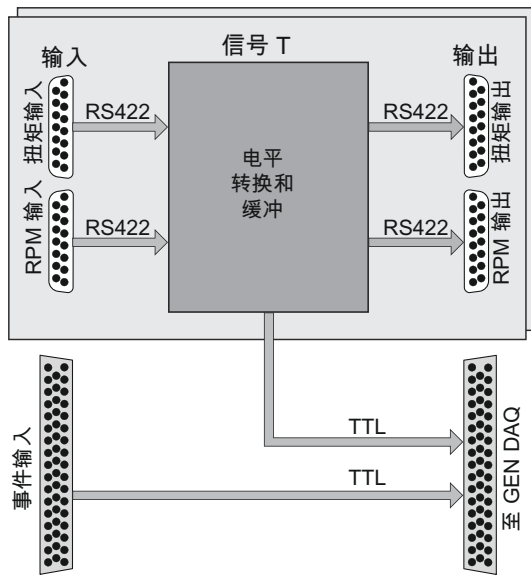 信号 T
输入
输出
扭矩输入
RS422
RS422
扭矩输出
电平
转换和
缓冲
RPM 输入
RS422
RS422
RPM 输出
事件输入
TTL
TTL
至 GEN DAQ